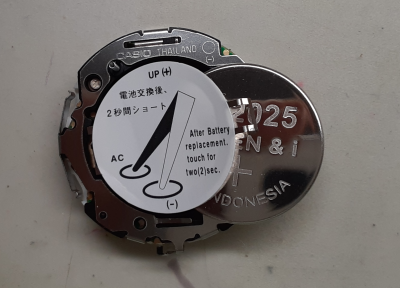 CASIO THAILAND
(-)
UP (+)
電池交換後、
2秒間ショート
After Battery
replacement,
touch for
two(2)sec.
AC
(-)
2025
EN & i
+
INDONESIA